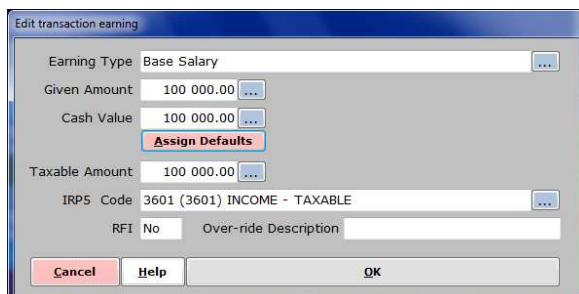 Edit transaction earning
Earning Type Base Salary ...
Given Amount 100 000.00 ...
Cash Value 100 000.00 ...
Assign Defaults
Taxable Amount 100 000.00 ...
IRP5 Code 3601 (3601) INCOME - TAXABLE ...
RFI No Over-ride Description
Cancel Help OK